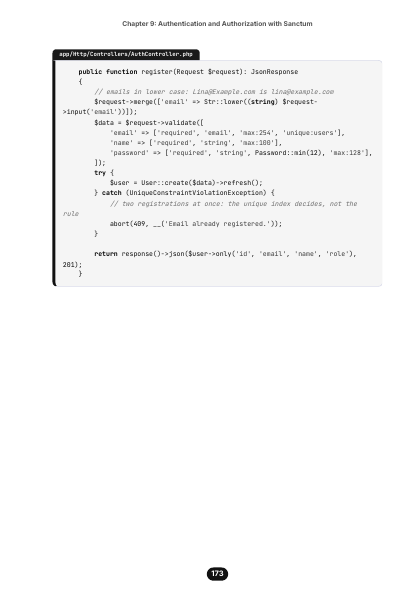 Chapter 9: Authentication and Authorization with Sanctum
app/Http/Controllers/AuthController.php
public function register(Request $request): JsonResponse
{
// emails in lower case: Lina@Example.com is lina@example.com
$request->merge(['email' => Str::lower((string) $request-
>input('email'))]);
$data = $request->validate([
'email' => ['required', 'email', 'max:254', 'unique:users'],
'name' => ['required', 'string', 'max:100'],
'password' => ['required', 'string', Password::min(12), 'max:128'],
]);
try {
$user = User::create($data)->refresh();
} catch (UniqueConstraintViolationException) {
// two registrations at once: the unique index decides, not the
rule
abort(409, __('Email already registered.'));
}
return response()->json($user->only('id', 'email', 'name', 'role'),
201);
}
173